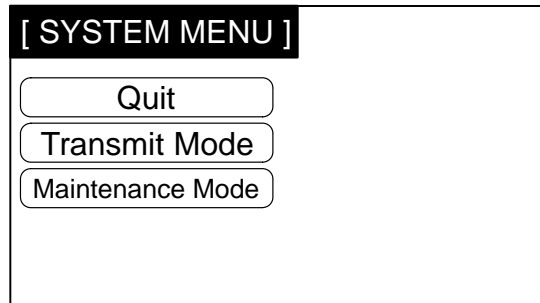 [ SYSTEM MENU ]
Quit
Transmit Mode
Maintenance Mode